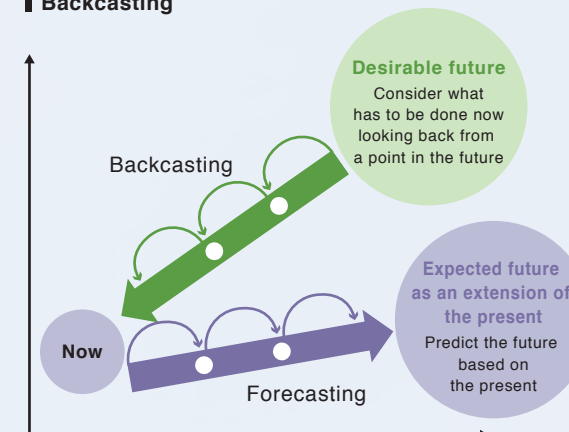 Backcasting
Desirable future
Consider what
has to be done now
looking back from
a point in the future
Backcasting
Expected future
as an extension of
the present
Predict the future
based on
the present
Now
Forecasting